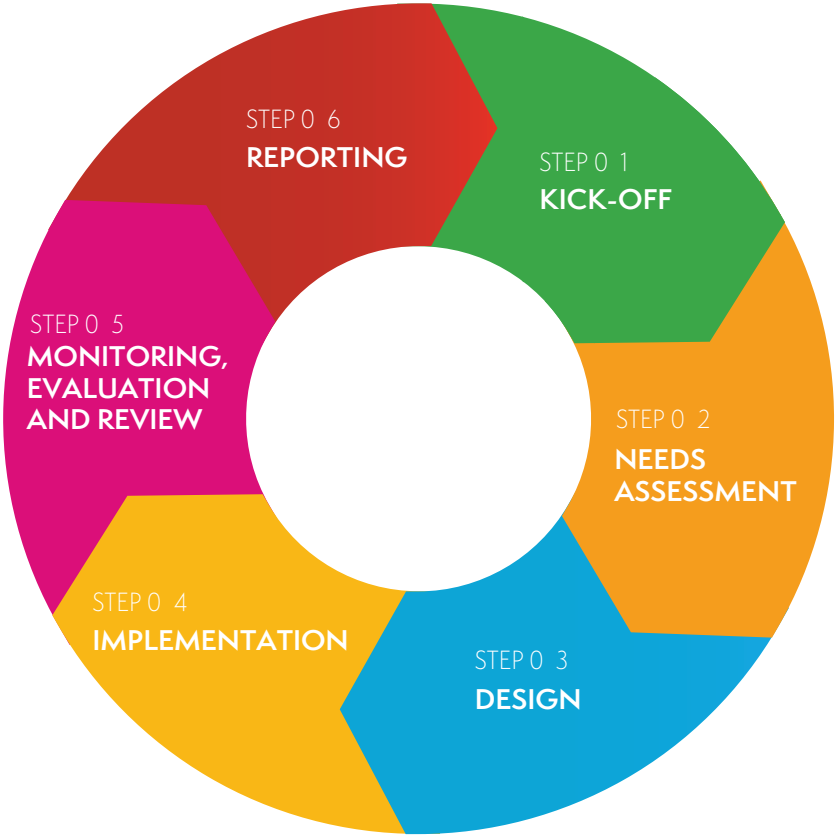 STEP 0 1
KICK-OFF
STEP 0 2
NEEDS
ASSESSMENT
STEP 0 3
DESIGN
STEP 0 4
IMPLEMENTATION
STEP 0 5
MONITORING,
EVALUATION
AND REVIEW
STEP 0 6
REPORTING